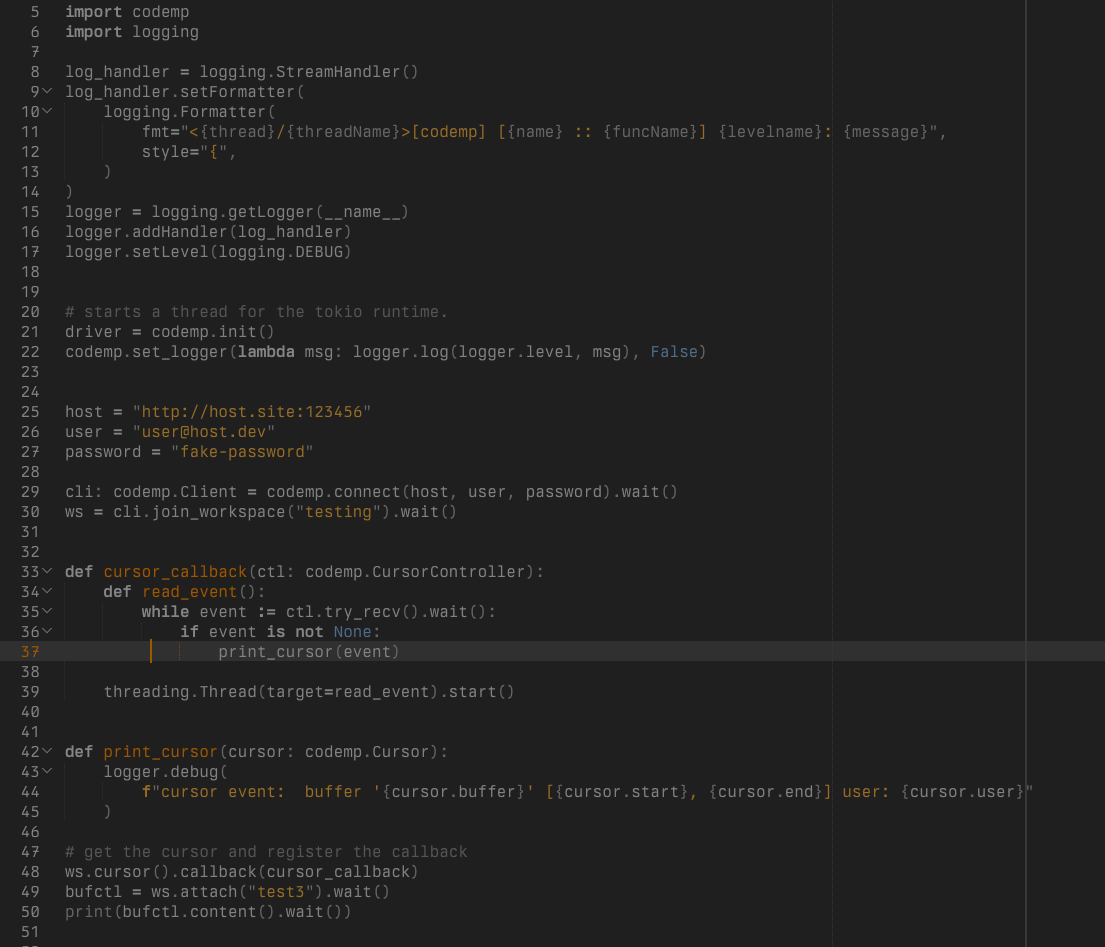 5 import codemp
6 import logging
7
8 log_handler = logging.StreamHandler()
9 log_handler.setFormatter(
10     logging.Formatter(
11         fmt="<{thread}/{threadName}>[codemp] [{name} :: {funcName}] {levelname}: {message}",
12         style="{",
13     )
14 )
15 logger = logging.getLogger(__name__)
16 logger.addHandler(log_handler)
17 logger.setLevel(logging.DEBUG)
18
19
20 # starts a thread for the tokio runtime.
21 driver = codemp.init()
22 codemp.set_logger(lambda msg: logger.log(logger.level, msg), False)
23
24
25 host = "http://host.site:123456"
26 user = "user@host.dev"
27 password = "fake-password"
28
29 cli: codemp.Client = codemp.connect(host, user, password).wait()
30 ws = cli.join_workspace("testing").wait()
31
32
33 def cursor_callback(ctl: codemp.CursorController):
34     def read_event():
35         while event := ctl.try_recv().wait():
36             if event is not None:
37                 print_cursor(event)
38
39     threading.Thread(target=read_event).start()
40
41
42 def print_cursor(cursor: codemp.Cursor):
43     logger.debug(
44         f"cursor event:  buffer '{cursor.buffer}' [{cursor.start}, {cursor.end}] user: {cursor.user}"
45     )
46
47 # get the cursor and register the callback
48 ws.cursor().callback(cursor_callback)
49 bufctl = ws.attach("test3").wait()
50 print(bufctl.content().wait())
51